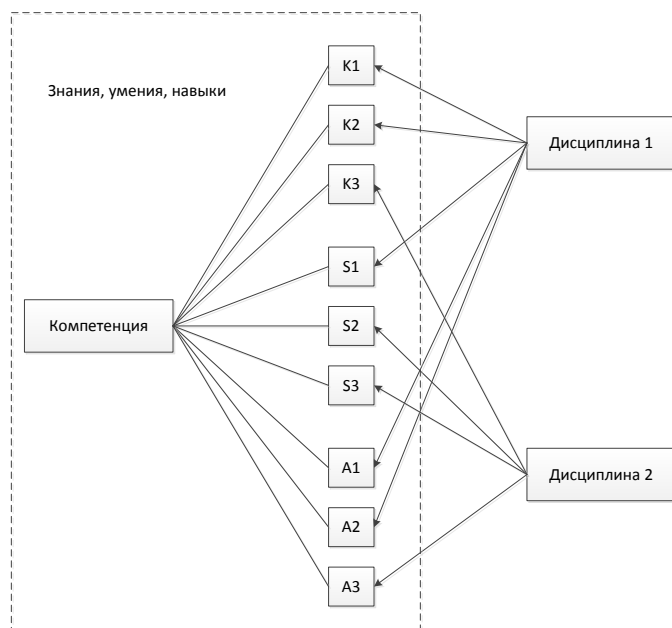 Знания, умения, навыки
K1
K2
K3
S1
S2
S3
A1
A2
A3
Компетенция
Дисциплина 1
Дисциплина 2